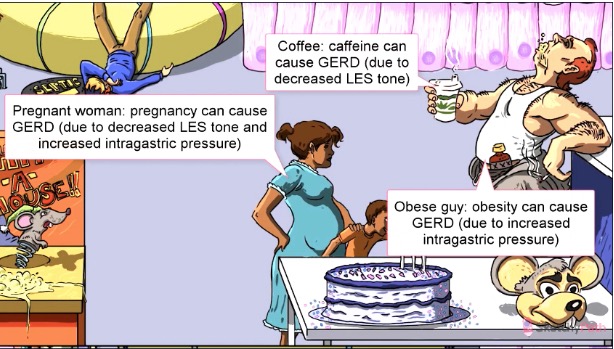 Coffee: caffeine can
cause GERD (due to
decreased LES tone)
Pregnant woman: pregnancy can cause
GERD (due to decreased LES tone and
increased intragastric pressure)
Obese guy: obesity can cause
GERD (due to increased
intragastric pressure)
-A-